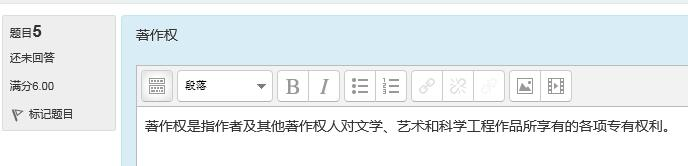 题目5
还未回答
满分6.00
标记题目
著作权
段落
B I
著作权是指作者及其他著作权人对文学、艺术和科学工程作品所享有的各项专有权利。